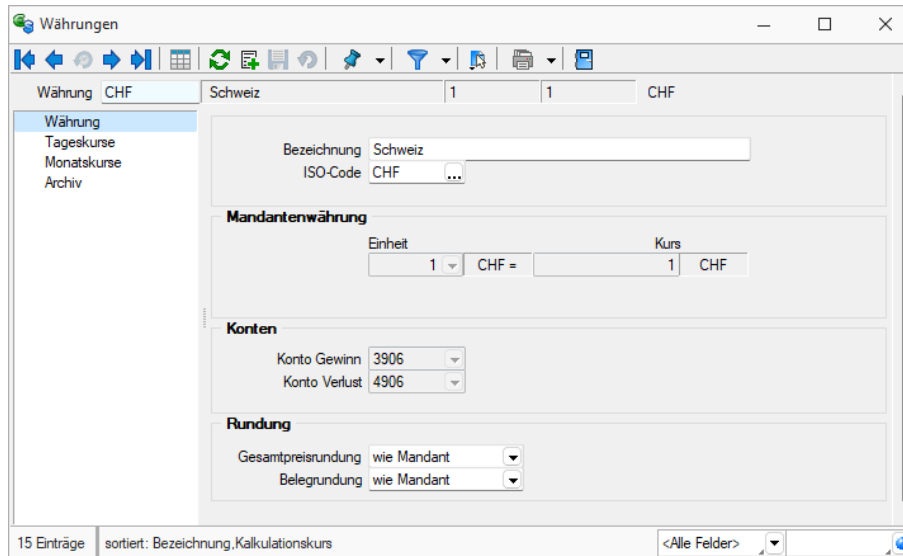 Währungen
Währung CHF Schweiz 1 1 CHF
Währung
Tageskurse
Monatskurse
Archiv
Bezeichnung Schweiz
ISO-Code CHF ...
Mandantenwährung
Einheit Kurs
1 CHF = 1 CHF
Konten
Konto Gewinn 3906
Konto Verlust 4906
Rundung
Gesamtpreisrundung wie Mandant
Belegrundung wie Mandant
15 Einträge sortiert: Bezeichnung,Kalkulationskurs <Alle Felder>